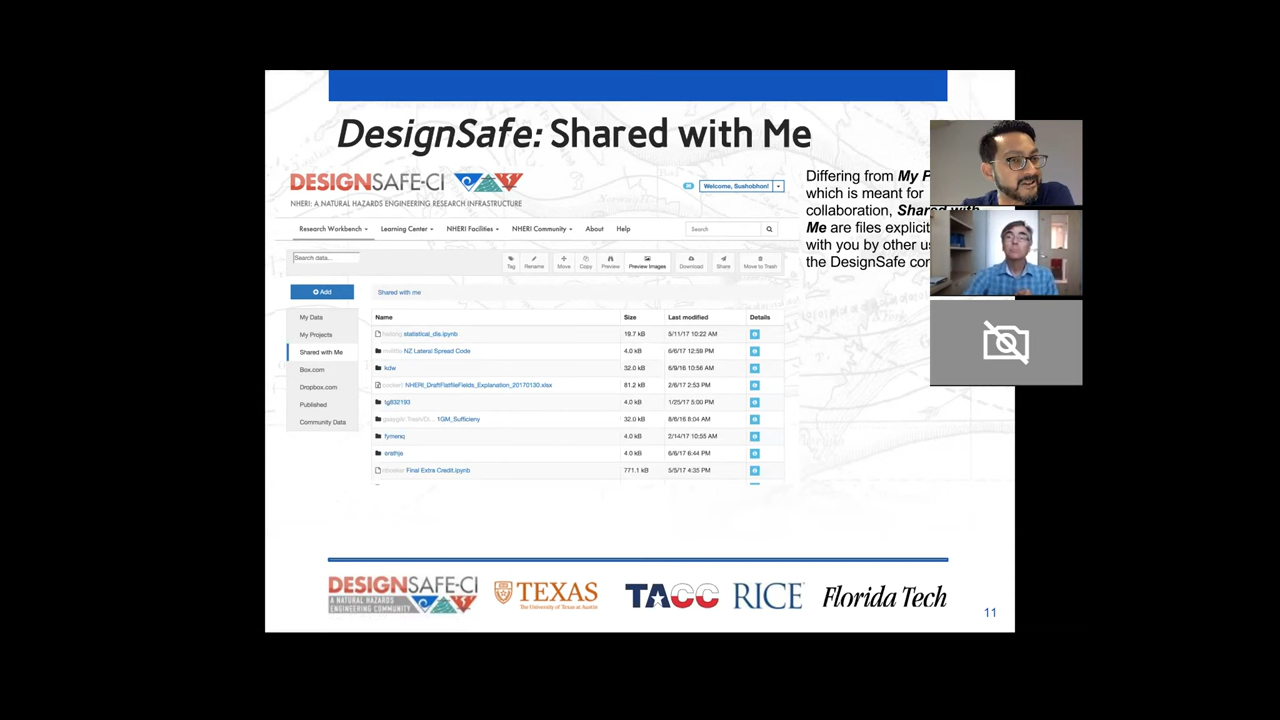 DesignSafe: Shared with Me
DESIGNSAFE-CI
NHERI: A NATURAL HAZARDS ENGINEERING RESEARCH INFRASTRUCTURE
Welcome, Sushobhon!
Research Workbench Learning Center NHERI Facilities NHERI Community About Help Search
Search data...
Tag Rename Move Copy Preview Preview Images Download Share Move to Trash
Add
Shared with me
My Data
My Projects
Shared with Me
Box.com
Dropbox.com
Published
Community Data
Name Size Last modified Details
statistical_dis.ipynb 19.7 kB 5/11/17 10:22 AM
NZ Lateral Spread Code 4.0 kB 6/6/17 12:59 PM
kdw 32.0 kB 8/9/16 10:56 AM
NHERI_DraftFlatfileFields_Explanation_20170130.xlsx 81.2 kB 2/6/17 2:53 PM
tg832193 4.0 kB 1/25/17 5:00 PM
1GM_Sufficieny 32.0 kB 8/8/16 8:04 AM
fymenq 4.0 kB 2/14/17 10:55 AM
erathje 4.0 kB 6/6/17 6:44 PM
Final Extra Credit.ipynb 771.1 kB 5/5/17 4:35 PM
Differing from My P
which is meant for
collaboration, Shared with
Me are files explicit
with you by other us
the DesignSafe com
DESIGNSAFE-CI
A NATURAL HAZARDS
ENGINEERING COMMUNITY
TEXAS
The University of Texas at Austin
TACC
RICE
Florida Tech
11